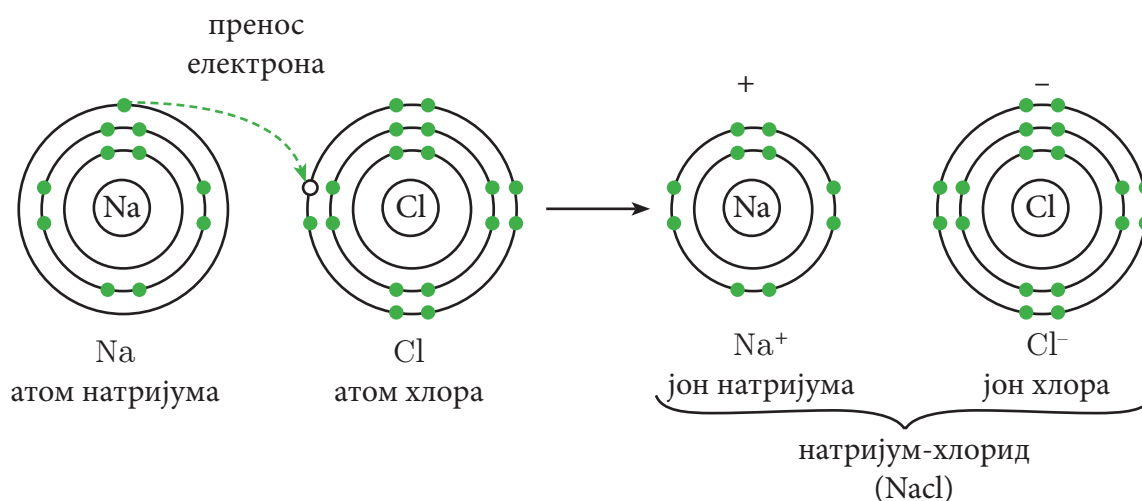 пренос
електрона
+
–
Na
Cl
Na
Cl
Na
Cl
Na⁺
Cl⁻
атом натријума
атом хлора
јон натријума
јон хлора
натријум-хлорид
(Nacl)